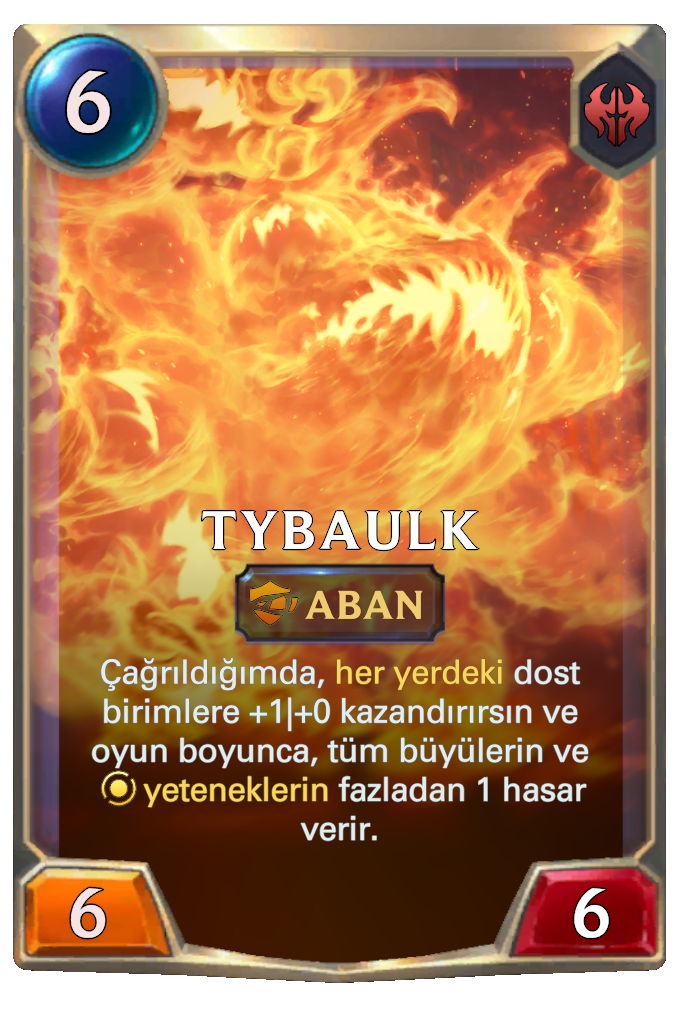 6
TYBAULK
ABAN
Çağrıldığımda, her yerdeki dost
birimlere +1|+0 kazandırırsın ve
oyun boyunca, tüm büyülerin ve
yeteneklerin fazladan 1 hasar
verir.
6
6